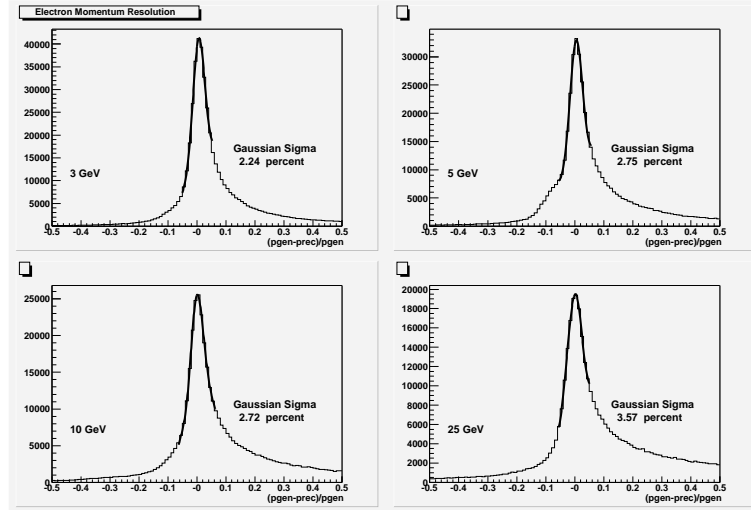 Electron Momentum Resolution
40000
35000
30000
25000
20000
15000
10000
5000
0
3 GeV
Gaussian Sigma
2.24 percent
-0.5 -0.4 -0.3 -0.2 -0.1 -0 0.1 0.2 0.3 0.4 0.5
(pgen-prec)/pgen
30000
25000
20000
15000
10000
5000
0
5 GeV
Gaussian Sigma
2.75 percent
-0.5 -0.4 -0.3 -0.2 -0.1 -0 0.1 0.2 0.3 0.4 0.5
(pgen-prec)/pgen
25000
20000
15000
10000
5000
0
10 GeV
Gaussian Sigma
2.72 percent
-0.5 -0.4 -0.3 -0.2 -0.1 -0 0.1 0.2 0.3 0.4 0.5
(pgen-prec)/pgen
20000
18000
16000
14000
12000
10000
8000
6000
4000
2000
0
25 GeV
Gaussian Sigma
3.57 percent
-0.5 -0.4 -0.3 -0.2 -0.1 -0 0.1 0.2 0.3 0.4 0.5
(pgen-prec)/pgen